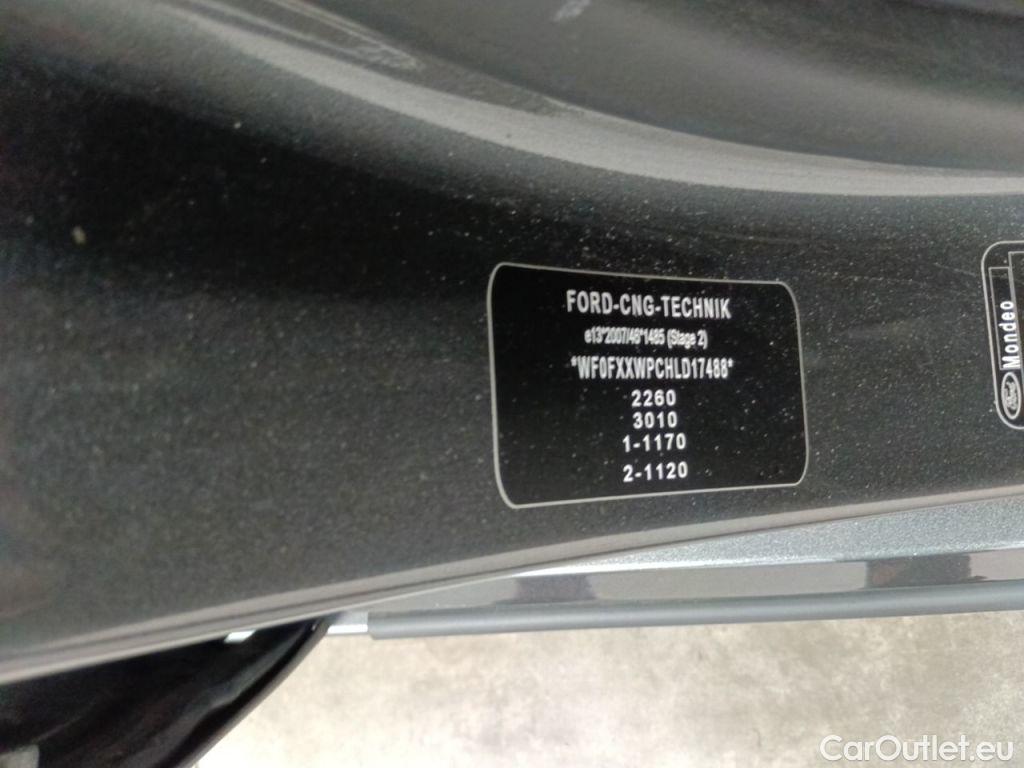 FORD-CNG-TECHNIK
e13*2007/46*1485 (Stage 2)
*WF0FXXWPCHLD17488*
2260
3010
1-1170
2-1120
Ford Mondeo
CarOutlet.eu